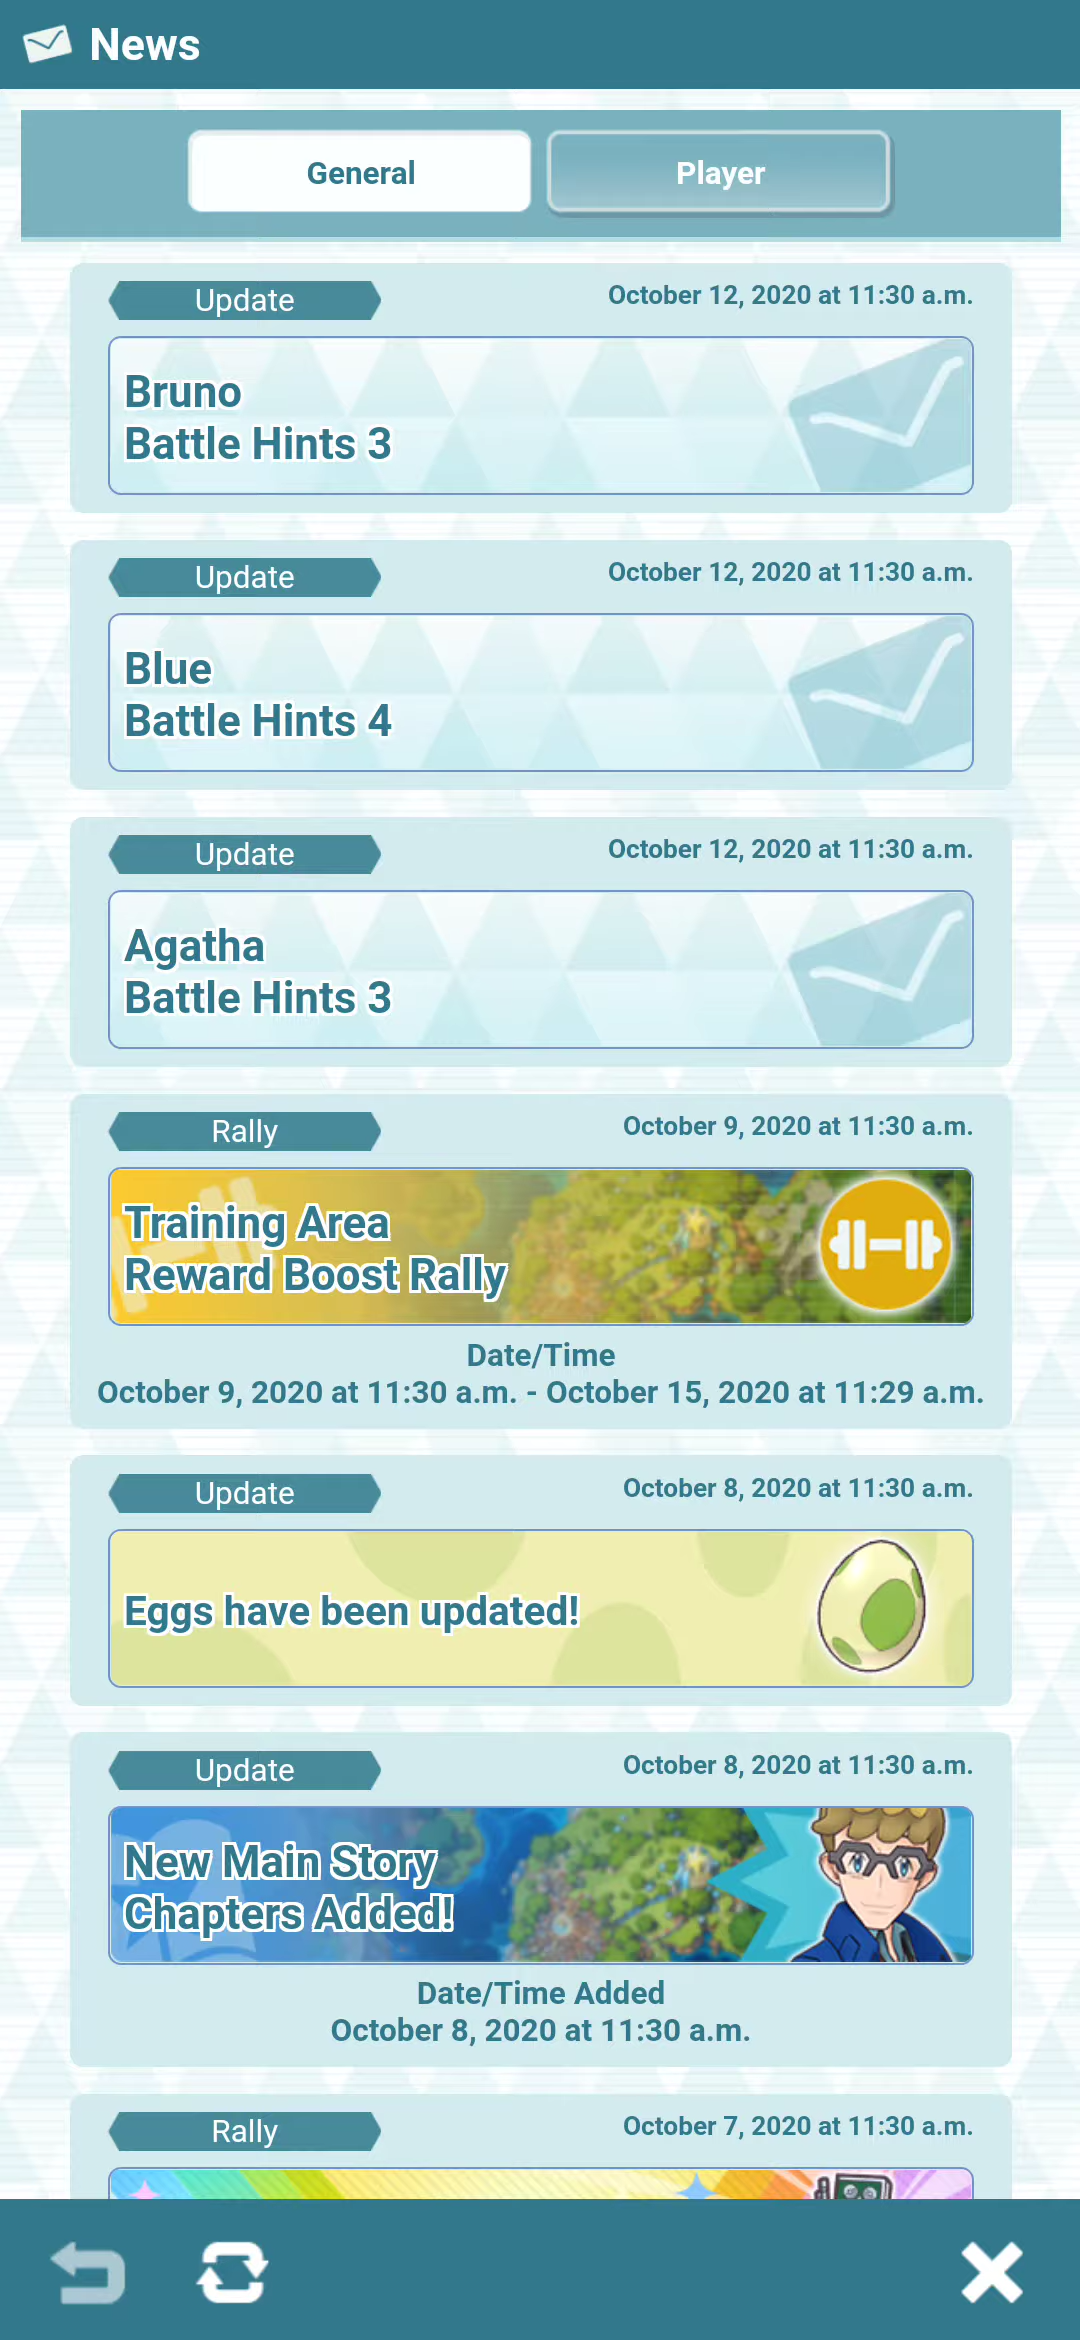 News
General
Player
Update
October 12, 2020 at 11:30 a.m.
Bruno
Battle Hints 3
Update
October 12, 2020 at 11:30 a.m.
Blue
Battle Hints 4
Update
October 12, 2020 at 11:30 a.m.
Agatha
Battle Hints 3
Rally
October 9, 2020 at 11:30 a.m.
Training Area
Reward Boost Rally
Date/Time
October 9, 2020 at 11:30 a.m. - October 15, 2020 at 11:29 a.m.
Update
October 8, 2020 at 11:30 a.m.
Eggs have been updated!
Update
October 8, 2020 at 11:30 a.m.
New Main Story
Chapters Added!
Date/Time Added
October 8, 2020 at 11:30 a.m.
Rally
October 7, 2020 at 11:30 a.m.